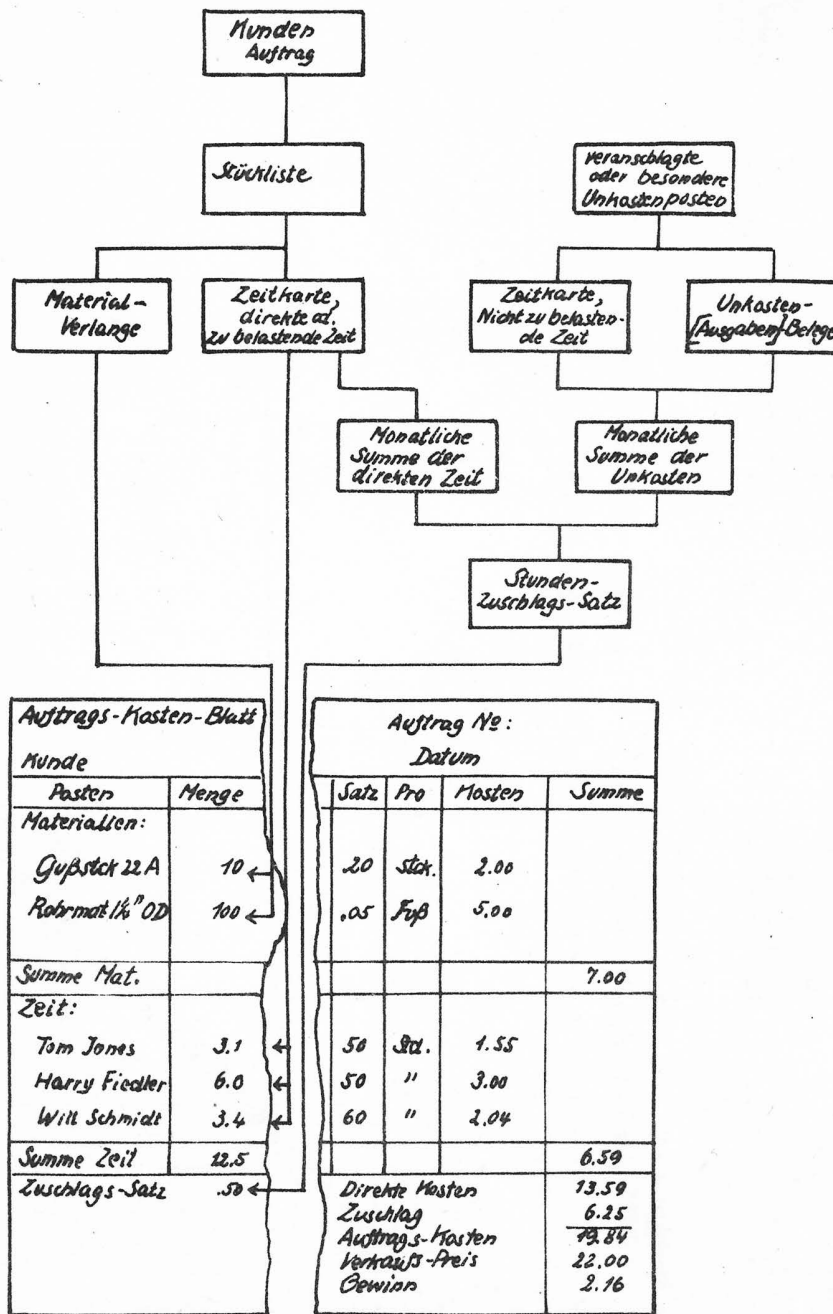 Kunden
Auftrag
Stückliste
Veranschlagte
oder besondere
Unkostenposten
Material-
Verlange
Zeitkarte,
direkte od.
Zu belastende Zeit
Zeitkarte,
Nicht zu belasten-
de Zeit
Unkosten-
[Ausgaben]-Belege
Monatliche
Summe der
direkten Zeit
Monatliche
Summe der
Unkosten
Stunden-
Zuschlags-Satz
Auftrags-Kosten-Blatt
Auftrag No:
Kunde
Datum
Posten Menge Satz Pro Kosten Summe
Materialien:
Gußstck 22 A 10 .20 Stck. 2.00
Rohrmat OD 100 .05 Fuß 5.00
Summe Mat. 7.00
Zeit:
Tom Jones 3.1 50 Std. 1.55
Harry Fiedler 6.0 50 " 3.00
Will Schmidt 3.4 60 " 2.04
Summe Zeit 12.5 6.59
Zuschlags-Satz .50 Direkte Kosten 13.59
Zuschlag 6.25
Auftrags-Kosten 19.84
Verkaufs-Preis 22.00
Gewinn 2.16